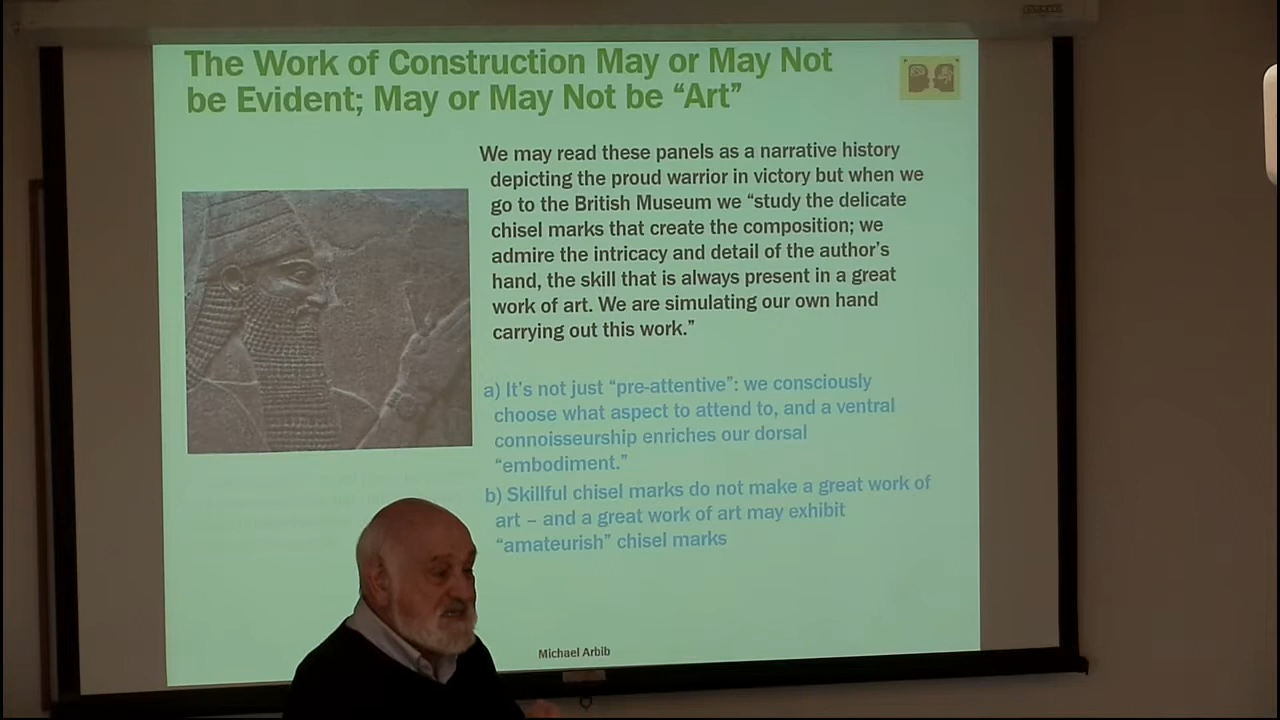 The Work of Construction May or May Not
be Evident; May or May Not be “Art”
We may read these panels as a narrative history
depicting the proud warrior in victory but when we
go to the British Museum we “study the delicate
chisel marks that create the composition; we
admire the intricacy and detail of the author’s
hand, the skill that is always present in a great
work of art. We are simulating our own hand
carrying out this work.”
a) It’s not just “pre-attentive”: we consciously
choose what aspect to attend to, and a ventral
connoisseurship enriches our dorsal
“embodiment.”
b) Skillful chisel marks do not make a great work of
art – and a great work of art may exhibit
“amateurish” chisel marks
Michael Arbib